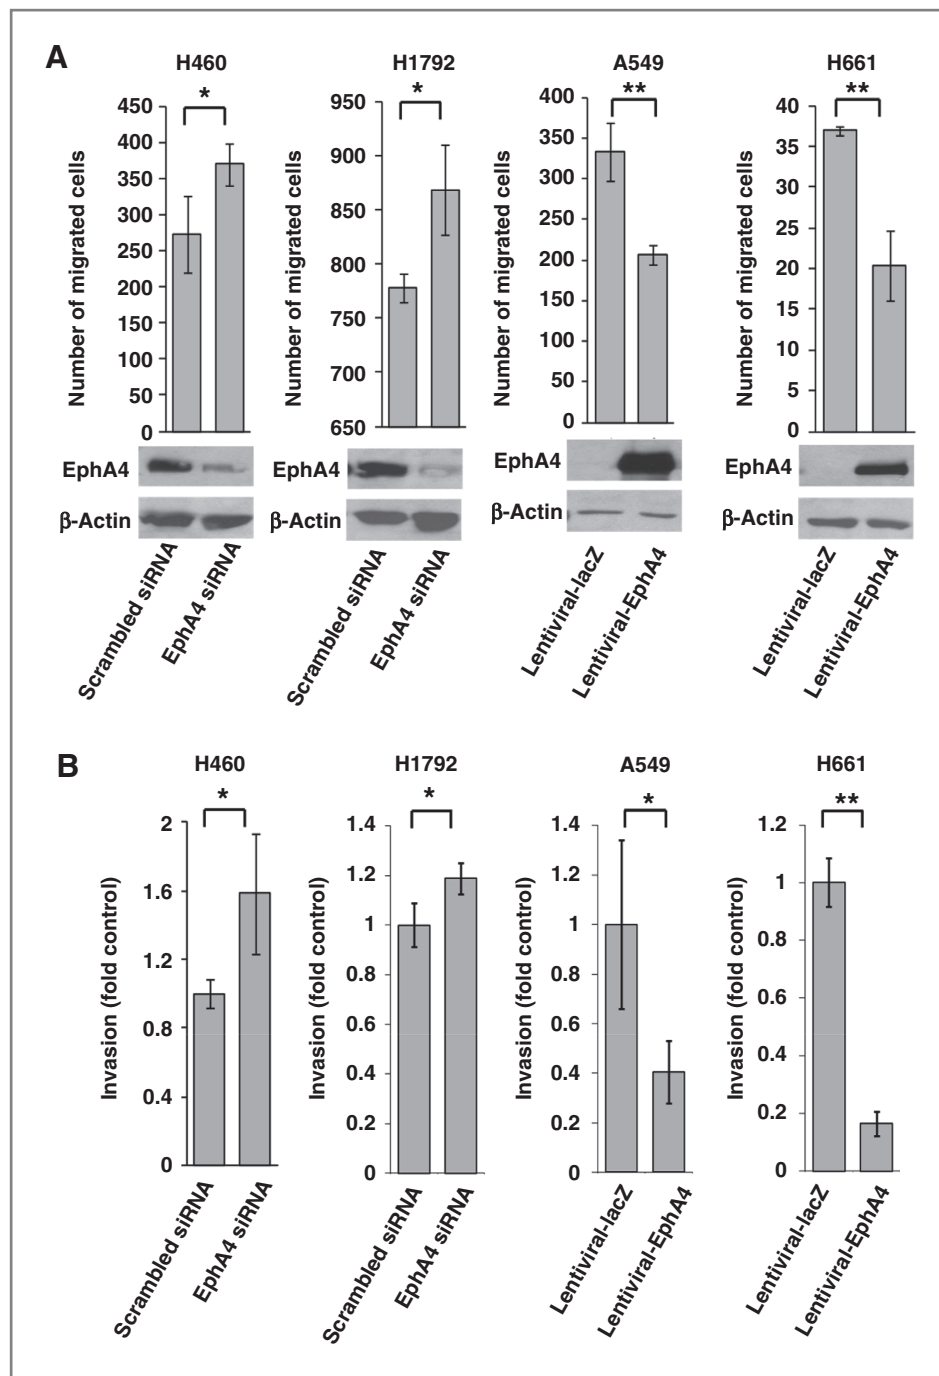 A
H460
H1792
A549
H661
*
*
**
**
Number of migrated cells
450
400
350
300
250
200
150
100
50
0
Number of migrated cells
950
900
850
800
750
700
650
Number of migrated cells
400
350
300
250
200
150
100
50
0
Number of migrated cells
40
35
30
25
20
15
10
5
0
EphA4
EphA4
EphA4
EphA4
β-Actin
β-Actin
β-Actin
β-Actin
Scrambled siRNA
EphA4 siRNA
Scrambled siRNA
EphA4 siRNA
Lentiviral-lacZ
Lentiviral-EphA4
Lentiviral-lacZ
Lentiviral-EphA4
B
H460
H1792
A549
H661
*
*
*
**
Invasion (fold control)
2
1.6
1.2
0.8
0.4
0
Invasion (fold control)
1.4
1.2
1
0.8
0.6
0.4
0.2
0
Invasion (fold control)
1.4
1.2
1
0.8
0.6
0.4
0.2
0
Invasion (fold control)
1.2
1
0.8
0.6
0.4
0.2
0
Scrambled siRNA
EphA4 siRNA
Scrambled siRNA
EphA4 siRNA
Lentiviral-lacZ
Lentiviral-EphA4
Lentiviral-lacZ
Lentiviral-EphA4